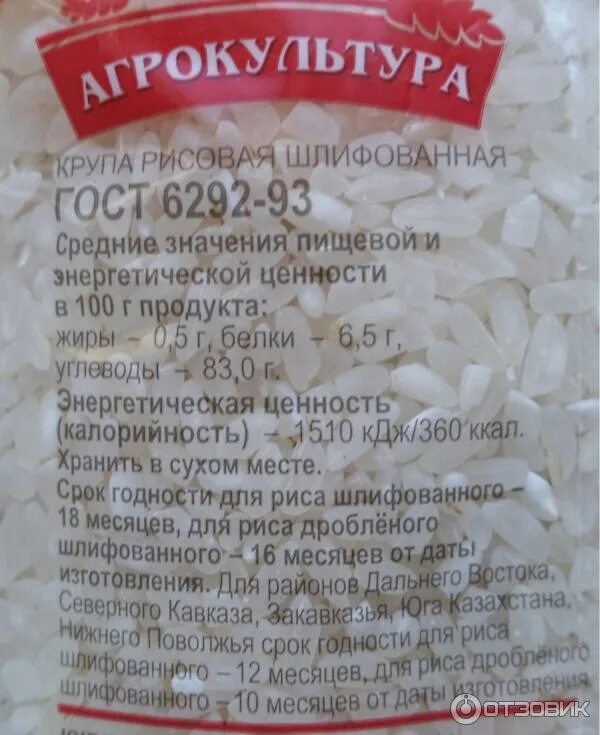 АГРОКУЛЬТУРА
КРУПА РИСОВАЯ ШЛИФОВАННАЯ
ГОСТ 6292-93
Средние значения пищевой и
энергетической ценности
в 100 г продукта:
жиры – 0,5 г, белки – 6,5 г,
углеводы – 83,0 г.
Энергетическая ценность
(калорийность) – 1510 кДж/360 ккал.
Хранить в сухом месте.
Срок годности для риса шлифованного –
18 месяцев, для риса дроблёного
шлифованного – 16 месяцев от даты
изготовления. Для районов Дальнего Востока,
Северного Кавказа, Закавказья, Юга Казахстана,
Нижнего Поволжья срок годности для риса
шлифованного – 12 месяцев, для риса дроблёного
шлифованного – 10 месяцев от даты изготовления
ОТЗОВИК